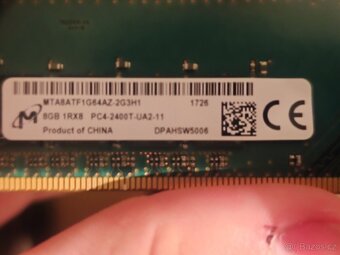 MTA8ATF1G64AZ-2G3H1 1726
8GB 1RX8 PC4-2400T-UA2-11
Product of CHINA DPAHSW5006
CE